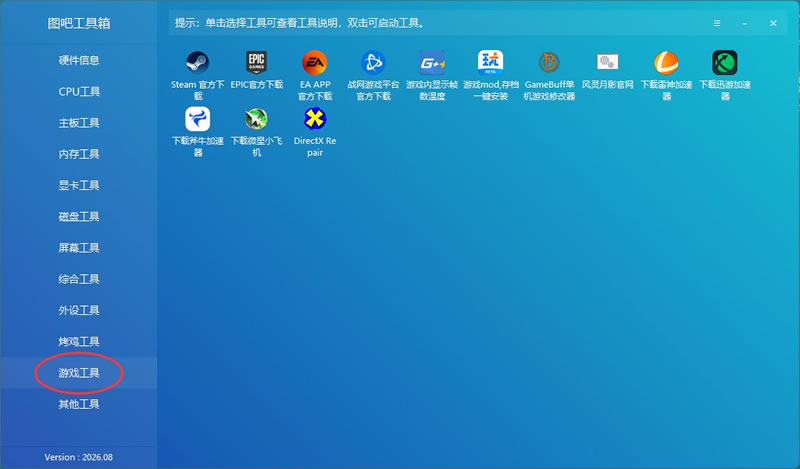 图吧工具箱
提示：单击选择工具可查看工具说明，双击可启动工具。
硬件信息
CPU工具
主板工具
内存工具
显卡工具
磁盘工具
屏幕工具
综合工具
外设工具
烤鸡工具
游戏工具
其他工具
Version : 2026.08
Steam 官方下
载
EPIC
GAMES
EPIC官方下载
EA
EA APP
官方下载
战网游戏平台
官方下载
G++
游戏内显示帧
数温度
玩
BETA
游戏mod,存档
一键安装
B
GameBuff单
机游戏修改器
风灵月影官网
下载雷神加速
器
下载迅游加速
器
下载斧牛加速
器
下载微星小飞
机
DirectX Re
pair